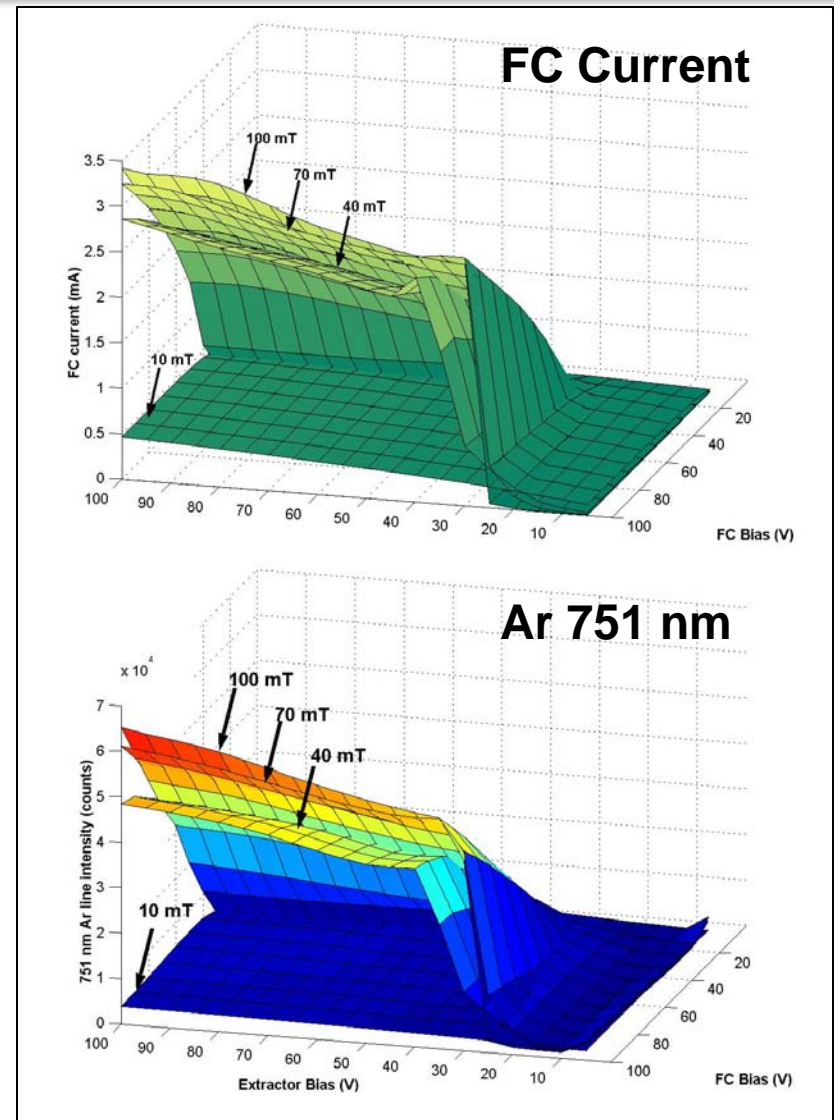 FC Current
100 mT
70 mT
40 mT
10 mT
3.5
3
2.5
2
1.5
1
0.5
0
FC current (mA)
100
90
80
70
60
50
40
30
20
10
20
40
60
80
100
FC Bias (V)
Ar 751 nm
x 10^4
100 mT
70 mT
40 mT
10 mT
7
6
5
4
3
2
1
0
751 nm Ar line intensity (counts)
100
90
80
70
60
50
40
30
20
10
Extractor Bias (V)
20
40
60
80
100
FC Bias (V)